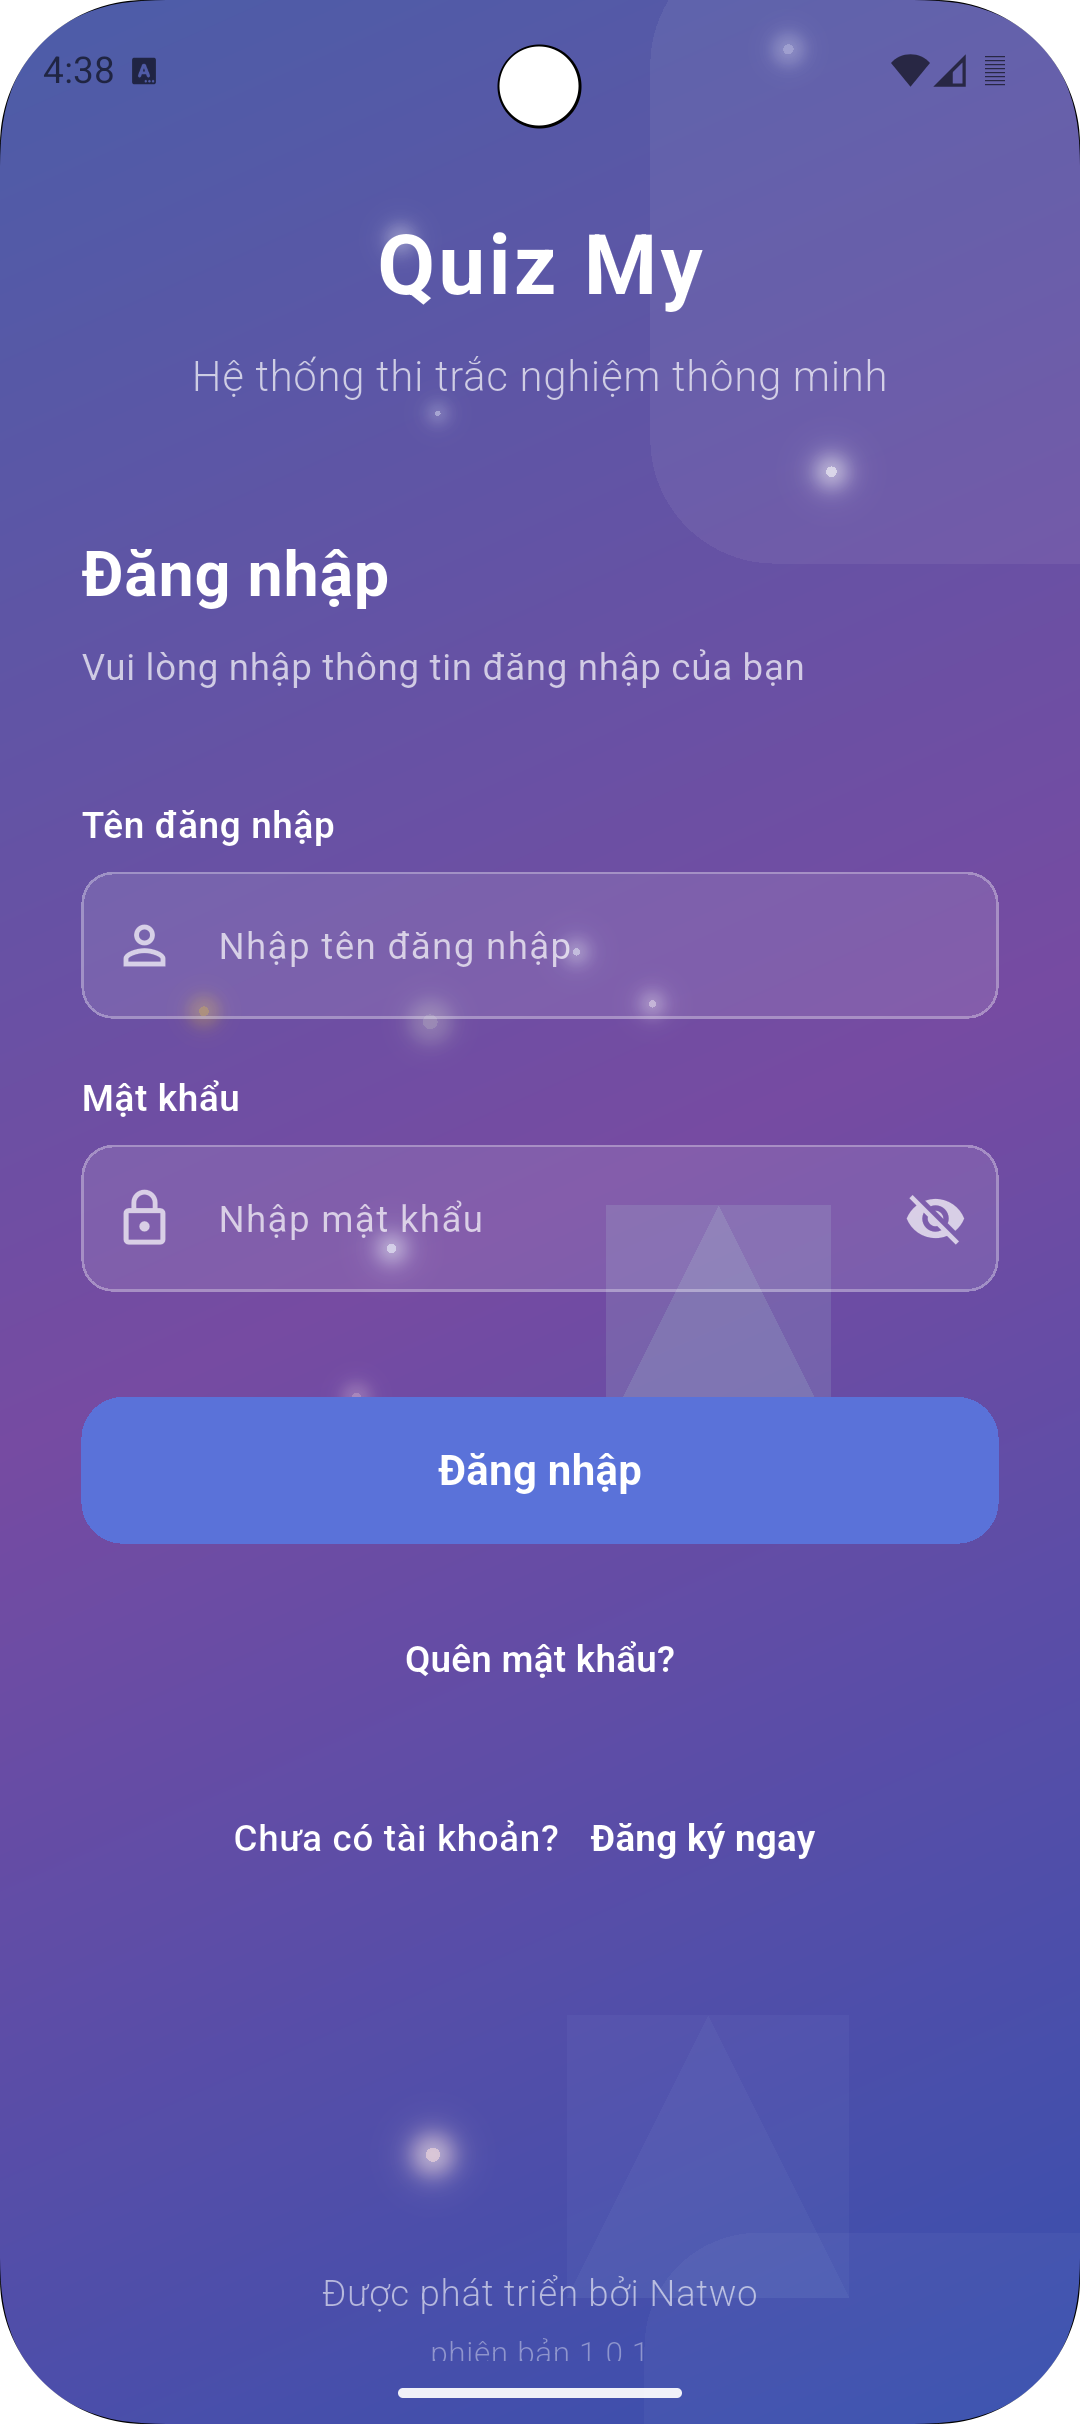 4:38
Quiz My
Hệ thống thi trắc nghiệm thông minh
Đăng nhập
Vui lòng nhập thông tin đăng nhập của bạn
Tên đăng nhập
Nhập tên đăng nhập
Mật khẩu
Nhập mật khẩu
Đăng nhập
Quên mật khẩu?
Chưa có tài khoản? Đăng ký ngay
Được phát triển bởi Natwo
phiên bản 1.0.1